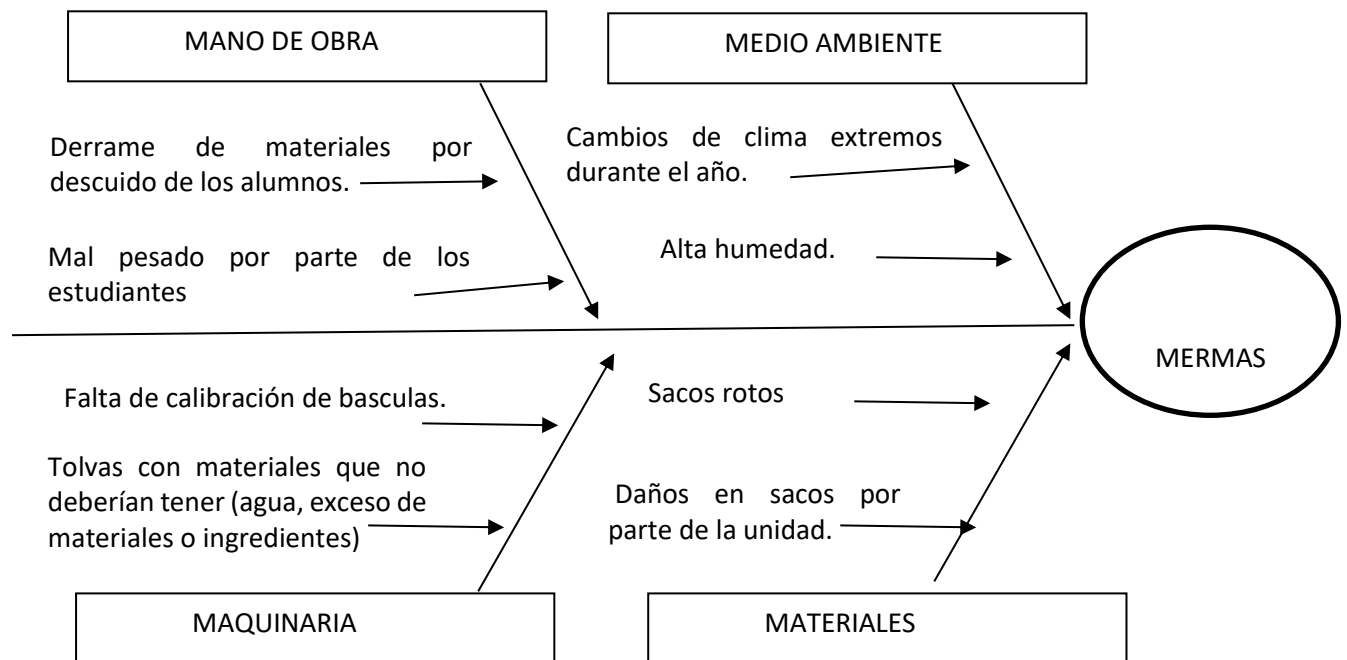 MANO DE OBRA
MEDIO AMBIENTE
Derrame de materiales por
descuido de los alumnos.
Cambios de clima extremos
durante el año.
Mal pesado por parte de los
estudiantes
Alta humedad.
MERMAS
Falta de calibración de basculas.
Sacos rotos
Tolvas con materiales que no
deberían tener (agua, exceso de
materiales o ingredientes)
Daños en sacos por
parte de la unidad.
MAQUINARIA
MATERIALES